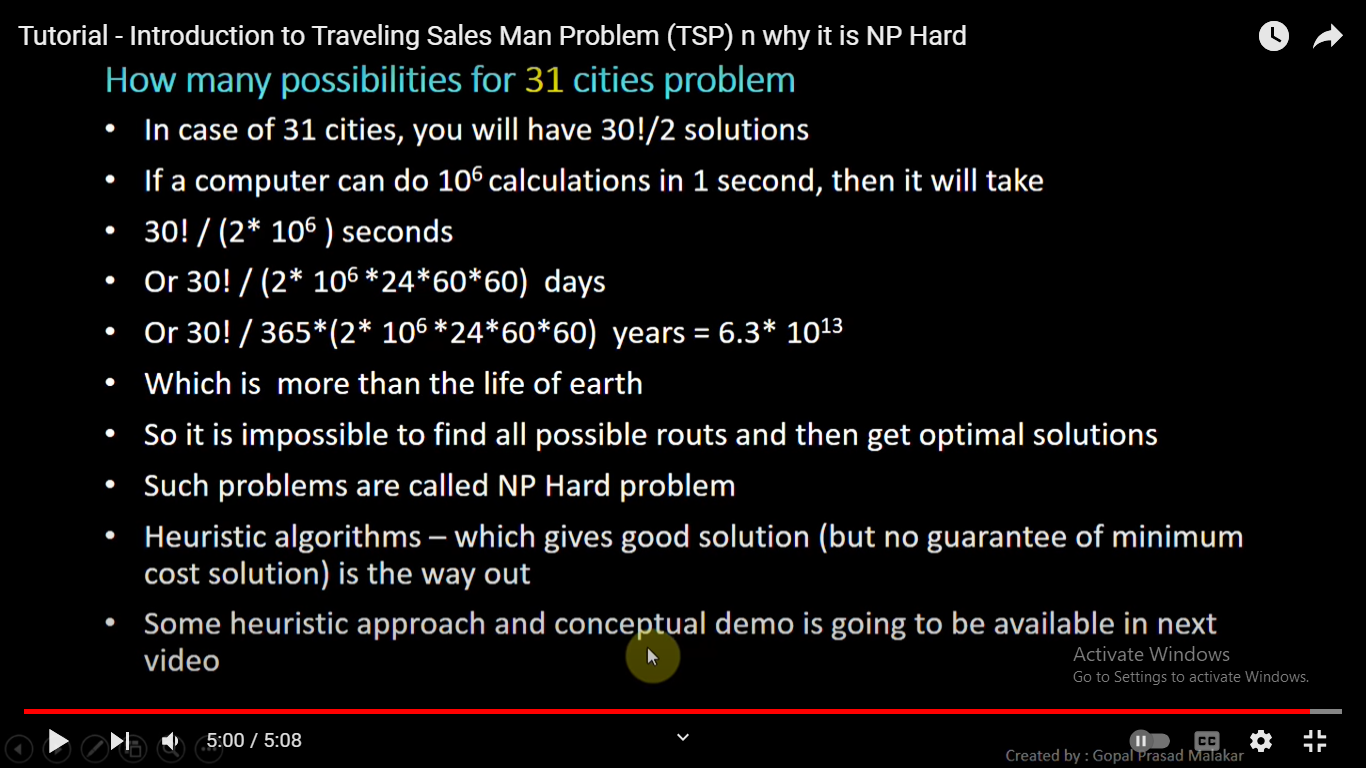 Tutorial - Introduction to Traveling Sales Man Problem (TSP) n why it is NP Hard
How many possibilities for 31 cities problem
• In case of 31 cities, you will have 30!/2 solutions
• If a computer can do 10⁶ calculations in 1 second, then it will take
• 30! / (2* 10⁶ ) seconds
• Or 30! / (2* 10⁶ *24*60*60) days
• Or 30! / 365*(2* 10⁶ *24*60*60) years = 6.3* 10¹³
• Which is more than the life of earth
• So it is impossible to find all possible routs and then get optimal solutions
• Such problems are called NP Hard problem
• Heuristic algorithms – which gives good solution (but no guarantee of minimum
cost solution) is the way out
• Some heuristic approach and conceptual demo is going to be available in next
video
Activate Windows
Go to Settings to activate Windows.
5:00 / 5:08
CC
Created by : Gopal Prasad Malakar